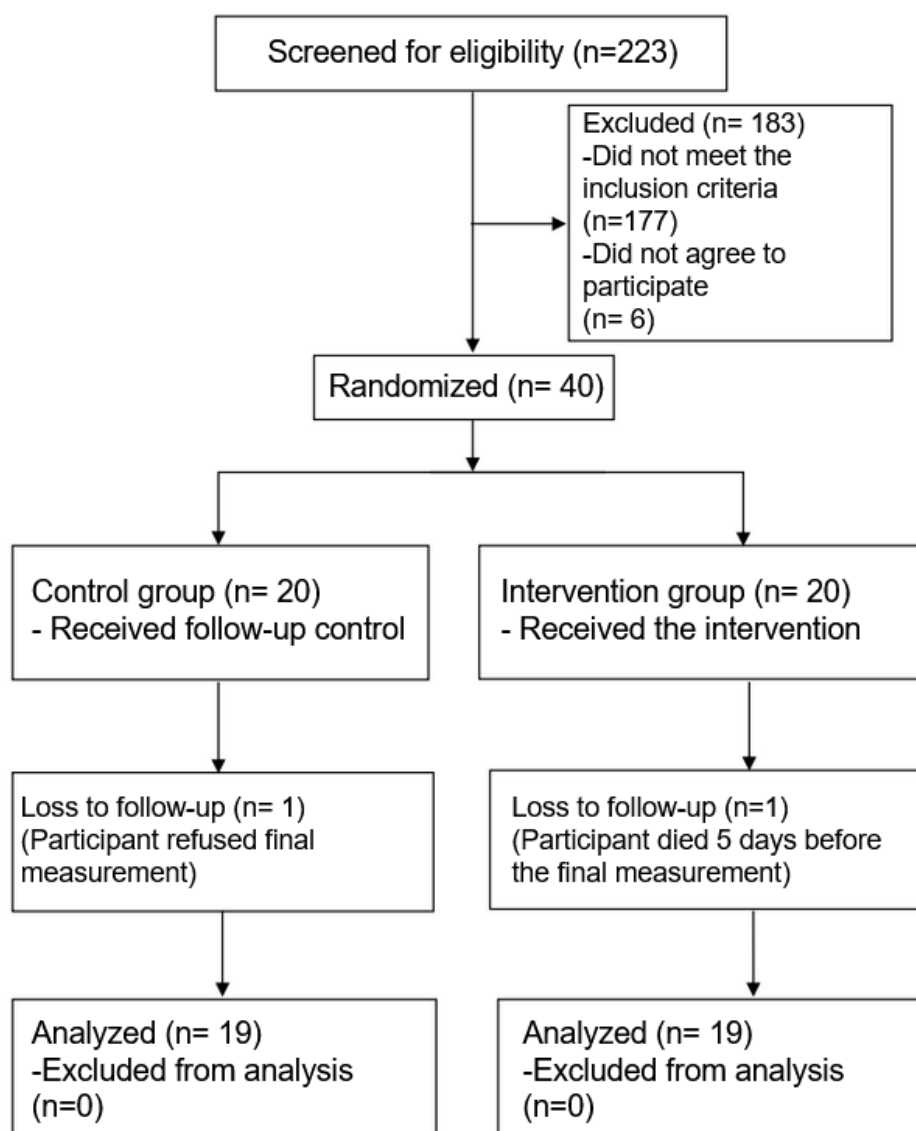 Screened for eligibility (n=223)
Excluded (n= 183)
-Did not meet the
inclusion criteria
(n=177)
-Did not agree to
participate
(n= 6)
Randomized (n= 40)
Control group (n= 20)
- Received follow-up control
Intervention group (n= 20)
- Received the intervention
Loss to follow-up (n= 1)
(Participant refused final
measurement)
Loss to follow-up (n=1)
(Participant died 5 days before
the final measurement)
Analyzed (n= 19)
-Excluded from analysis
(n=0)
Analyzed (n= 19)
-Excluded from analysis
(n=0)